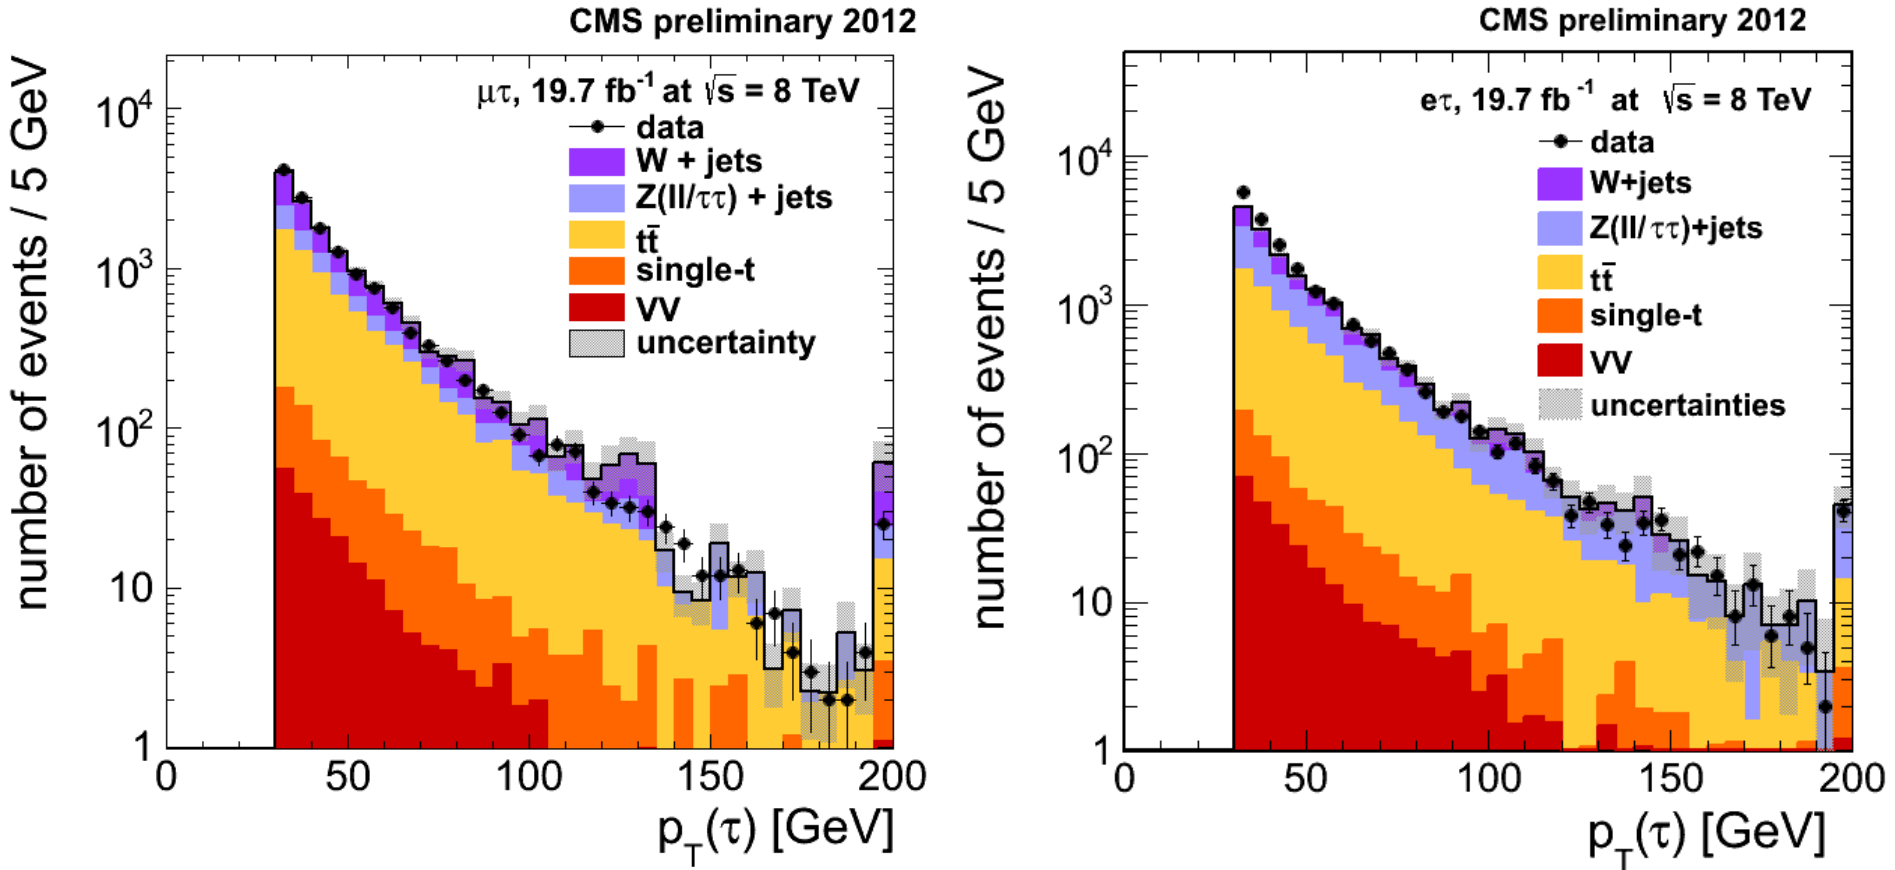 CMS preliminary 2012
number of events / 5 GeV
μτ, 19.7 fb⁻¹ at √s = 8 TeV
data
W + jets
Z(ll/ττ) + jets
tt̄
single-t
VV
uncertainty
10⁴
10³
10²
10
1
0 50 100 150 200
p_T(τ) [GeV]
CMS preliminary 2012
number of events / 5 GeV
eτ, 19.7 fb⁻¹ at √s = 8 TeV
data
W+jets
Z(ll/ττ)+jets
tt̄
single-t
VV
uncertainties
10⁴
10³
10²
10
1
0 50 100 150 200
p_T(τ) [GeV]